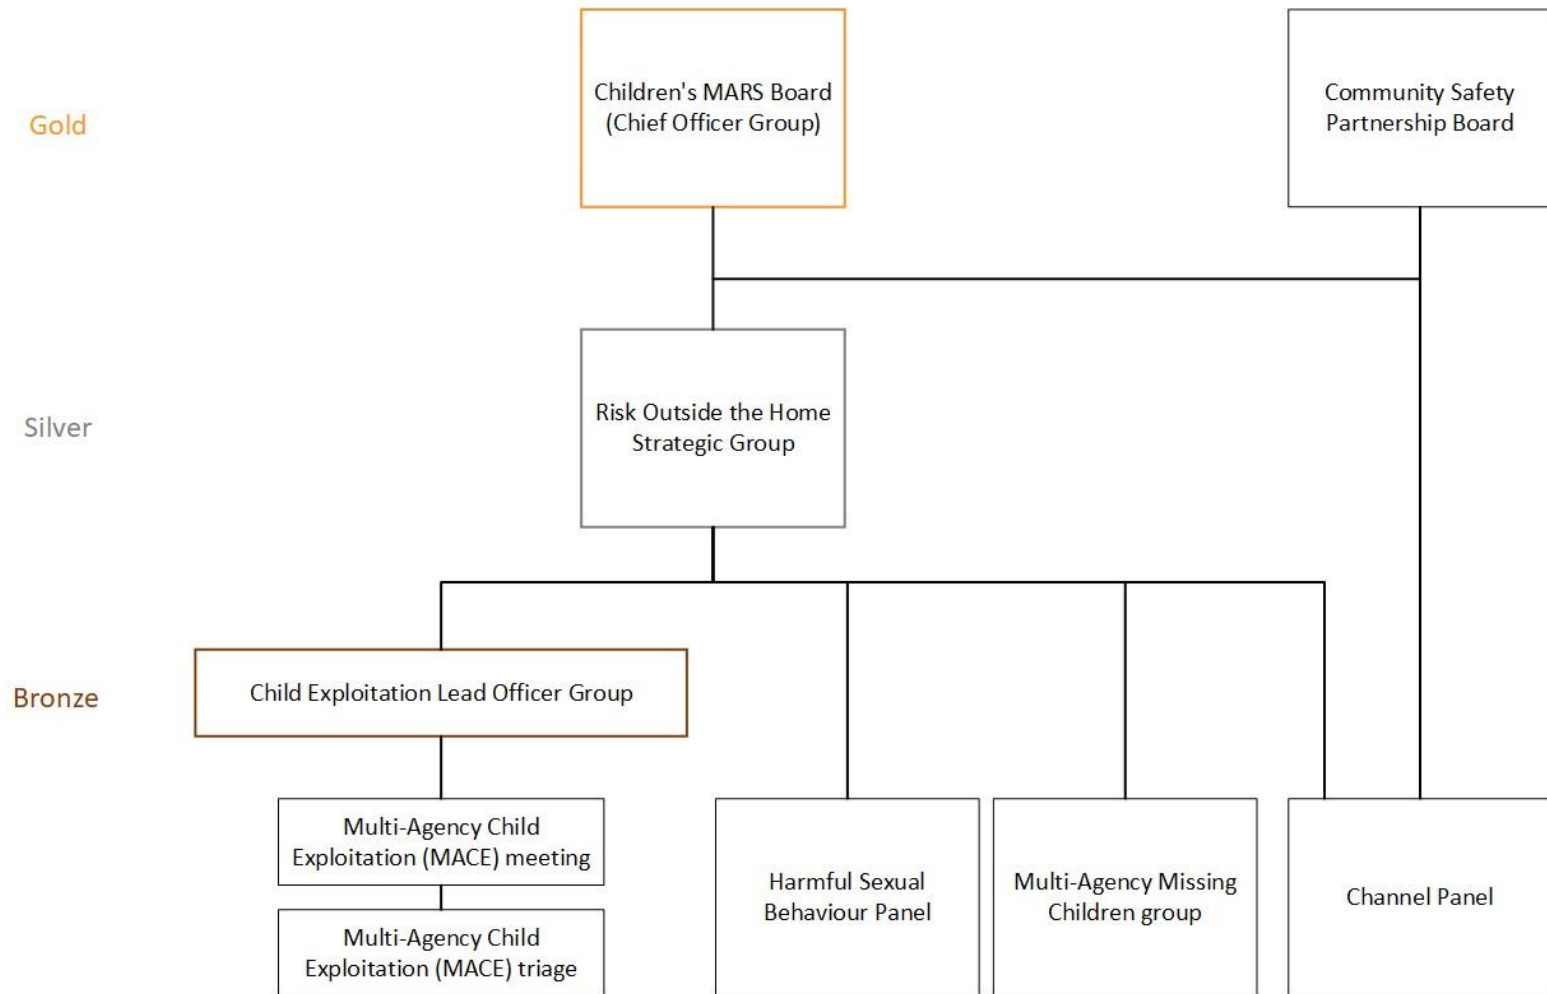 Gold
Children's MARS Board
(Chief Officer Group)
Community Safety
Partnership Board
Silver
Risk Outside the Home
Strategic Group
Bronze
Child Exploitation Lead Officer Group
Multi-Agency Child
Exploitation (MACE) meeting
Multi-Agency Child
Exploitation (MACE) triage
Harmful Sexual
Behaviour Panel
Multi-Agency Missing
Children group
Channel Panel